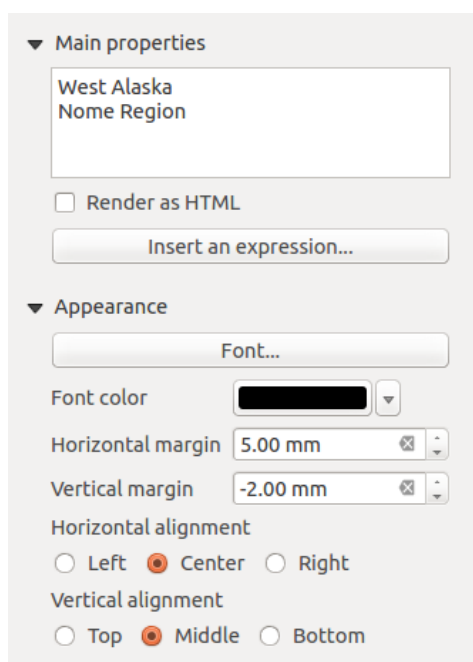 Main properties
West Alaska
Nome Region
Render as HTML
Insert an expression...
Appearance
Font...
Font color
Horizontal margin 5.00 mm
Vertical margin -2.00 mm
Horizontal alignment
Left Center Right
Vertical alignment
Top Middle Bottom